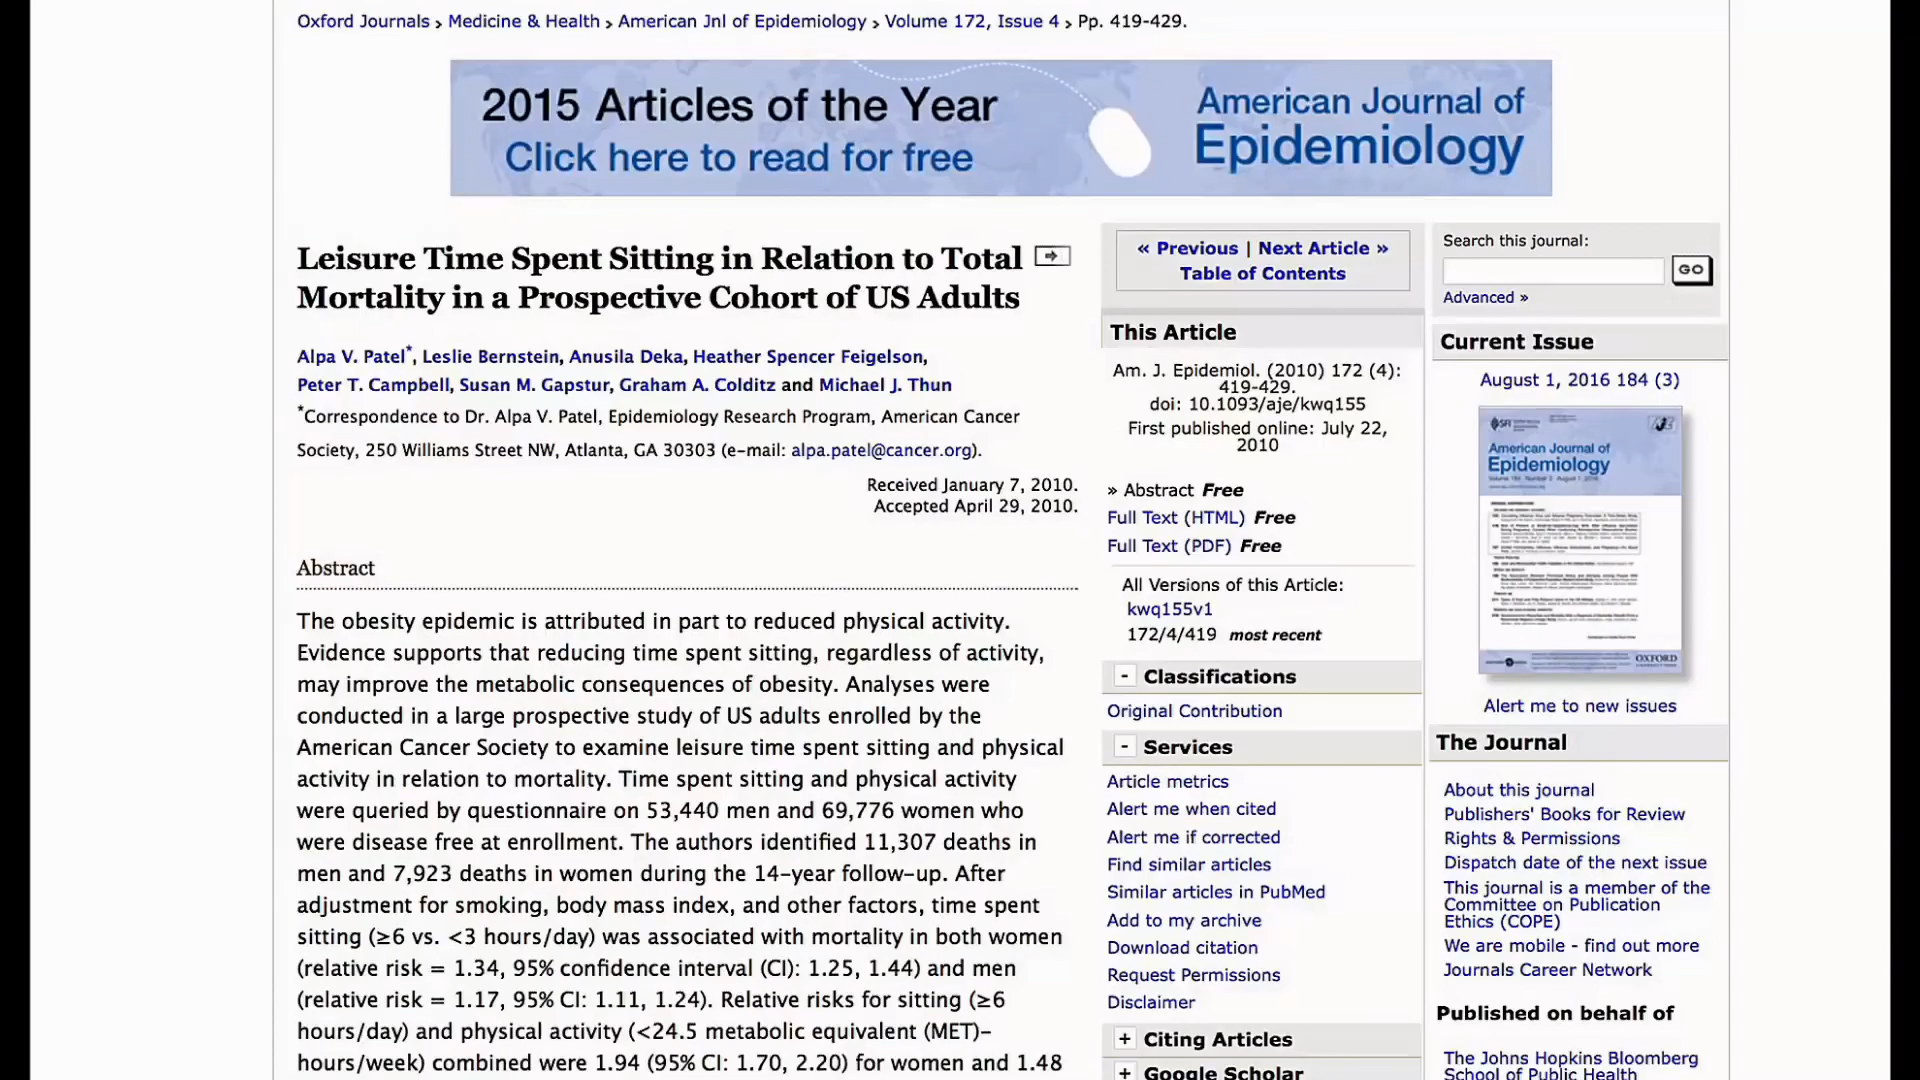 Oxford Journals > Medicine & Health > American Jnl of Epidemiology > Volume 172, Issue 4 > Pp. 419-429.
2015 Articles of the Year
Click here to read for free
American Journal of
Epidemiology
Leisure Time Spent Sitting in Relation to Total
Mortality in a Prospective Cohort of US Adults
Alpa V. Patel*, Leslie Bernstein, Anusila Deka, Heather Spencer Feigelson,
Peter T. Campbell, Susan M. Gapstur, Graham A. Colditz and Michael J. Thun
*Correspondence to Dr. Alpa V. Patel, Epidemiology Research Program, American Cancer
Society, 250 Williams Street NW, Atlanta, GA 30303 (e-mail: alpa.patel@cancer.org).
Received January 7, 2010.
Accepted April 29, 2010.
Abstract
The obesity epidemic is attributed in part to reduced physical activity.
Evidence supports that reducing time spent sitting, regardless of activity,
may improve the metabolic consequences of obesity. Analyses were
conducted in a large prospective study of US adults enrolled by the
American Cancer Society to examine leisure time spent sitting and physical
activity in relation to mortality. Time spent sitting and physical activity
were queried by questionnaire on 53,440 men and 69,776 women who
were disease free at enrollment. The authors identified 11,307 deaths in
men and 7,923 deaths in women during the 14-year follow-up. After
adjustment for smoking, body mass index, and other factors, time spent
sitting (≥6 vs. <3 hours/day) was associated with mortality in both women
(relative risk = 1.34, 95% confidence interval (CI): 1.25, 1.44) and men
(relative risk = 1.17, 95% CI: 1.11, 1.24). Relative risks for sitting (≥6
hours/day) and physical activity (<24.5 metabolic equivalent (MET)-
hours/week) combined were 1.94 (95% CI: 1.70, 2.20) for women and 1.48
« Previous | Next Article »
Table of Contents
This Article
Am. J. Epidemiol. (2010) 172 (4):
419-429.
doi: 10.1093/aje/kwq155
First published online: July 22,
2010
» Abstract Free
Full Text (HTML) Free
Full Text (PDF) Free
All Versions of this Article:
kwq155v1
172/4/419 most recent
- Classifications
Original Contribution
- Services
Article metrics
Alert me when cited
Alert me if corrected
Find similar articles
Similar articles in PubMed
Add to my archive
Download citation
Request Permissions
Disclaimer
+ Citing Articles
+ Google Scholar
Search this journal:
GO
Advanced »
Current Issue
August 1, 2016 184 (3)
American Journal of
Epidemiology
OXFORD
Alert me to new issues
The Journal
About this journal
Publishers' Books for Review
Rights & Permissions
Dispatch date of the next issue
This journal is a member of the
Committee on Publication
Ethics (COPE)
We are mobile - find out more
Journals Career Network
Published on behalf of
The Johns Hopkins Bloomberg
School of Public Health